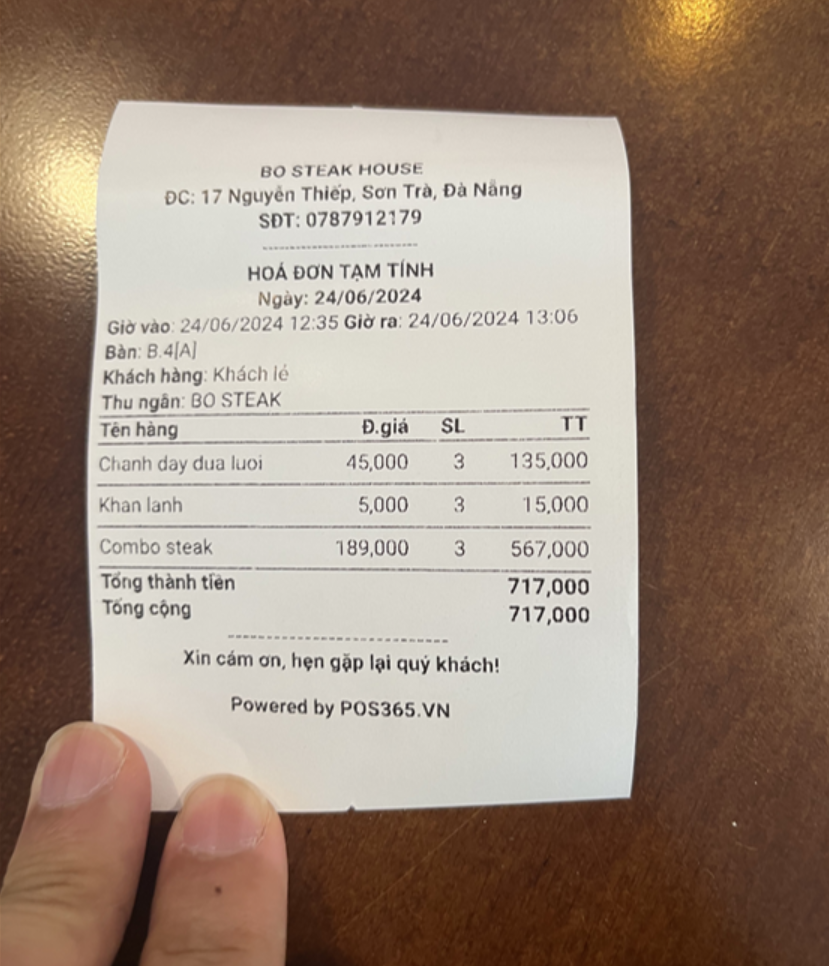 BO STEAK HOUSE
ĐC: 17 Nguyễn Thiếp, Sơn Trà, Đà Nẵng
SĐT: 0787912179
HOÁ ĐƠN TẠM TÍNH
Ngày: 24/06/2024
Giờ vào: 24/06/2024 12:35 Giờ ra: 24/06/2024 13:06
Bàn: B.4[A]
Khách hàng: Khách lẻ
Thu ngân: BO STEAK
Tên hàng Đ.giá SL TT
Chanh day dua luoi 45,000 3 135,000
Khan lanh 5,000 3 15,000
Combo steak 189,000 3 567,000
Tổng thành tiền 717,000
Tổng cộng 717,000
Xin cám ơn, hẹn gặp lại quý khách!
Powered by POS365.VN